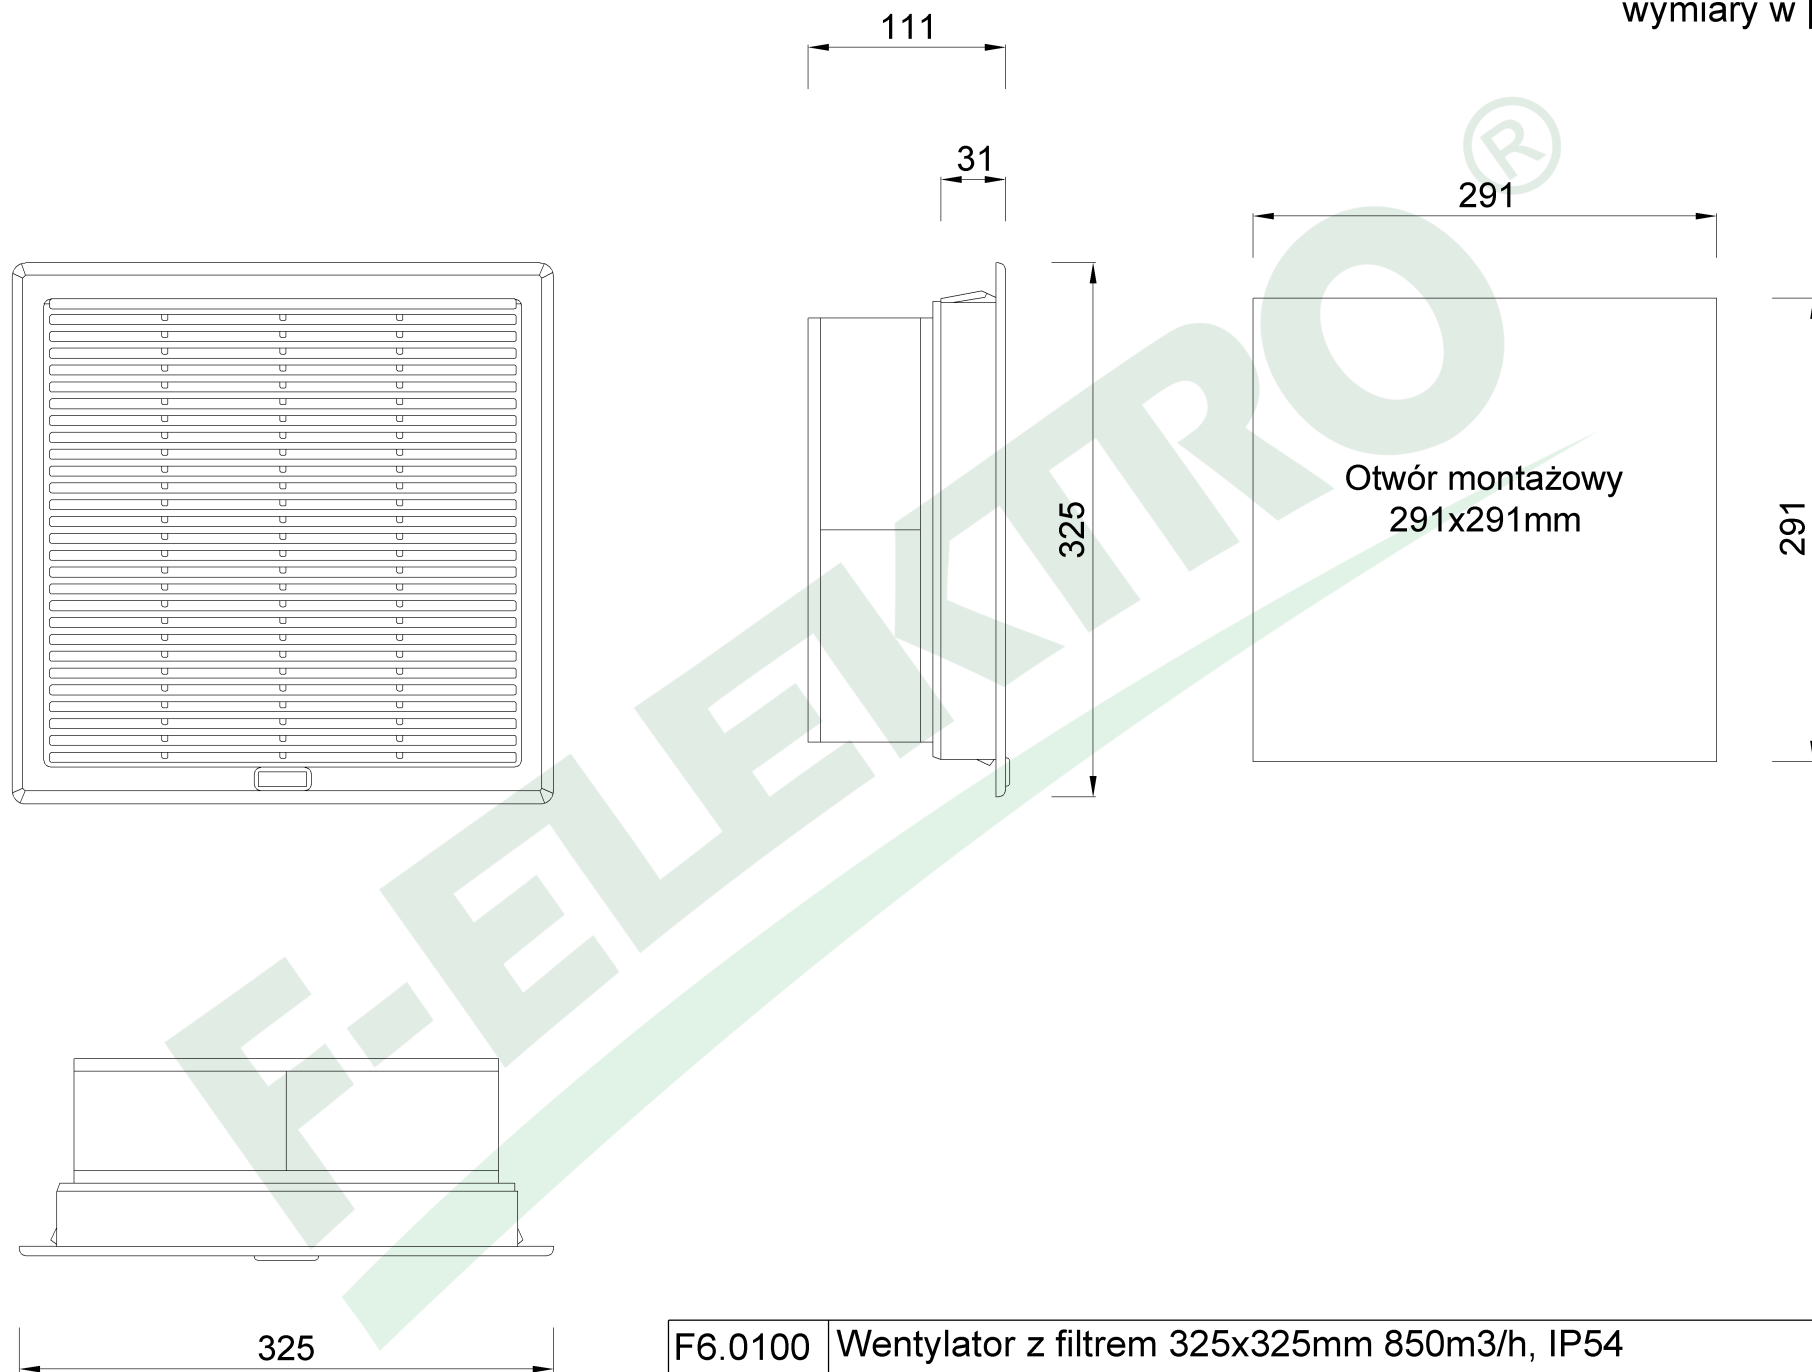 wymiary w
111
31
291
325
Otwór montażowy
291x291mm
291
F-ELEKTRO®
325
F6.0100 Wentylator z filtrem 325x325mm 850m3/h, IP54